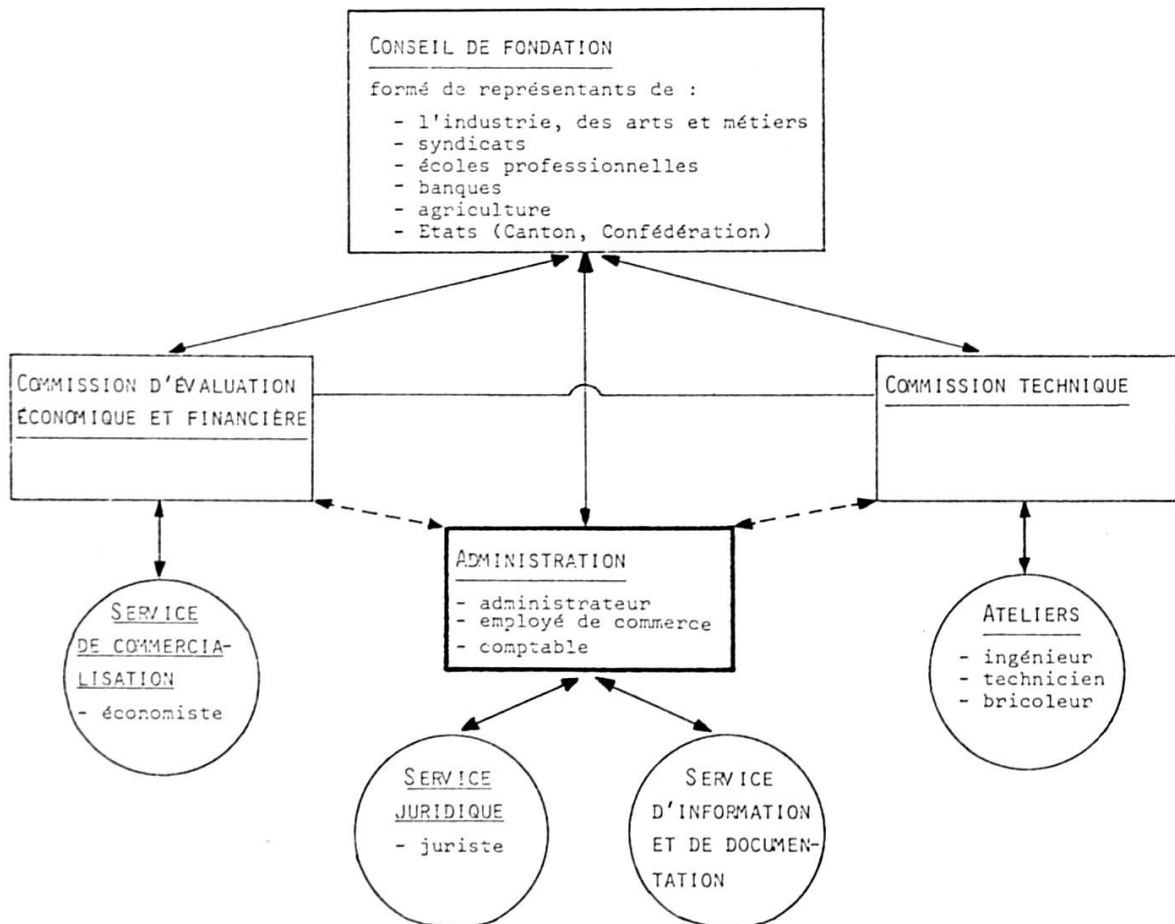 CONSEIL DE FONDATION
formé de représentants de :
- l'industrie, des arts et métiers
- syndicats
- écoles professionnelles
- banques
- agriculture
- Etats (Canton, Confédération)
COMMISSION D'ÉVALUATION
ÉCONOMIQUE ET FINANCIÈRE
COMMISSION TECHNIQUE
ADMINISTRATION
- administrateur
- employé de commerce
- comptable
SERVICE
DE COMMERCIA-
LISATION
- économiste
ATELIERS
- ingénieur
- technicien
- bricoleur
SERVICE
JURIDIQUE
- juriste
SERVICE
D'INFORMATION
ET DE DOCUMEN-
TATION